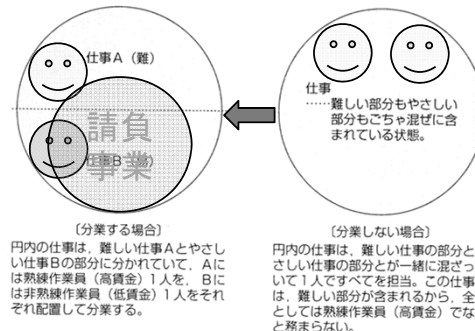 仕事A（難）
請負
事業
仕事B（易）
仕事
……難しい部分もやさしい
部分もごちゃ混ぜに含
まれている状態。
〔分業する場合〕
円内の仕事は，難しい仕事Aとやさし
い仕事Bの部分に分かれていて，Aに
は熟練作業員（高賃金）1人を，Bに
は非熟練作業員（低賃金）1人をそれ
ぞれ配置して分業する。
〔分業しない場合〕
円内の仕事は，難しい仕事の部分と
さしい仕事の部分とが一緒に混ざっ
いて1人ですべてを担当。この仕事
は，難しい部分が含まれるから，全
としては熟練作業員（高賃金）でな
と務まらない。